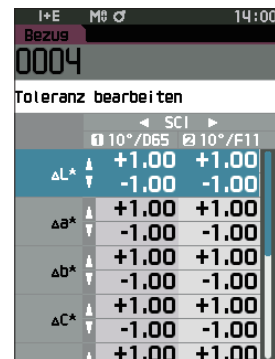 I+E M⁸ ♂ 14:00
Bezug
0004
Toleranz bearbeiten
◄ SCI ►
1 10°/D65 2 10°/F11
ΔL* +1.00 +1.00
-1.00 -1.00
Δa* +1.00 +1.00
-1.00 -1.00
Δb* +1.00 +1.00
-1.00 -1.00
ΔC* +1.00 +1.00
-1.00 -1.00
+1.00 +1.00